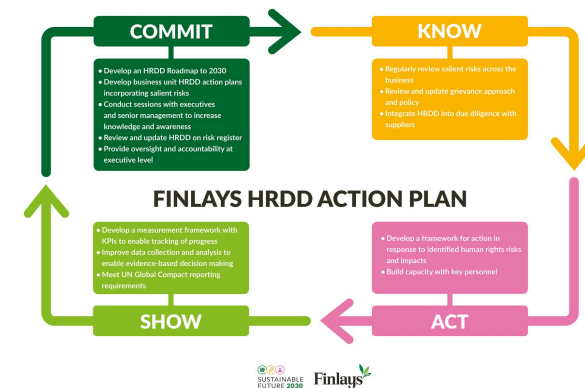 COMMIT
• Develop an HRDD Roadmap to 2030
• Develop business unit HRDD action plans
incorporating salient risks
• Conduct sessions with executives
and senior management to increase
knowledge and awareness
• Review and update HRDD on risk register
• Provide oversight and accountability at
executive level
KNOW
• Regularly review salient risks across the
business
• Review and update grievance approach
and policy
• Integrate HRDD into due diligence with
suppliers
FINLAYS HRDD ACTION PLAN
• Develop a measurement framework with
KPIs to enable tracking of progress
• Improve data collection and analysis to
enable evidence-based decision making
• Meet UN Global Compact reporting
requirements
SHOW
• Develop a framework for action in
response to identified human rights risks
and impacts
• Build capacity with key personnel
ACT
SUSTAINABLE
FUTURE 2030
Finlays